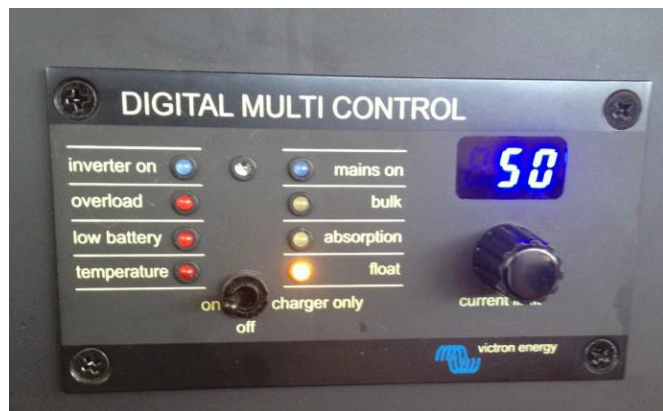 DIGITAL MULTI CONTROL
inverter on
mains on
50
overload
bulk
low battery
absorption
temperature
float
on
charger only
off
current
victron energy